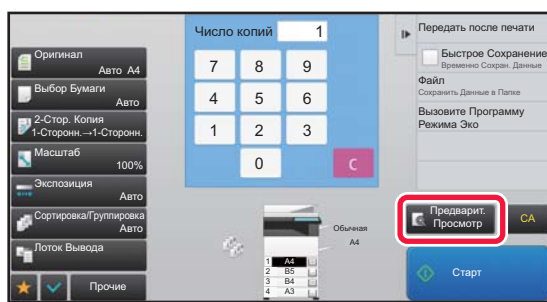 Оригинал
Авто A4
Выбор Бумаги
Авто
2-Стор. Копия
1-Сторонн.→1-Сторонн.
Масштаб
100%
Экспозиция
Авто
Сортировка/Группировка
Авто
Лоток Вывода
Прочие
Число копий 1
7 8 9
4 5 6
1 2 3
0 C
Обычная
A4
1 A4
2 B5
3 B4
4 A3
Передать после печати
Быстрое Сохранение
Временно Сохран. Данные
Файл
Сохранить Данные в Папке
Вызовите Программу
Режима Эко
Предварит.
Просмотр
CA
Старт